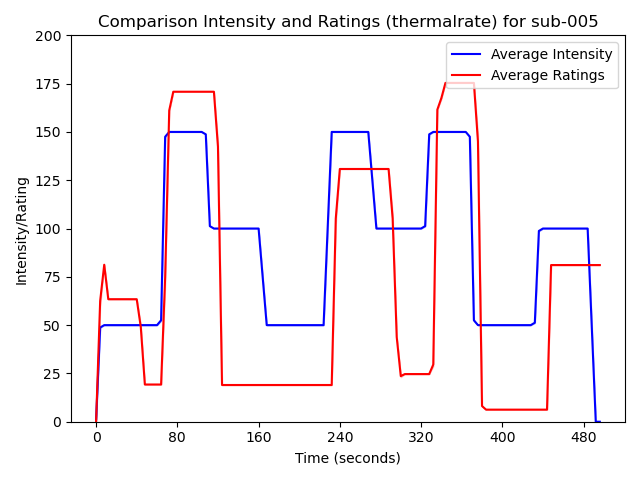 Comparison Intensity and Ratings (thermalrate) for sub-005
Average Intensity
Average Ratings
Intensity/Rating
200
175
150
125
100
75
50
25
0
0 80 160 240 320 400 480
Time (seconds)